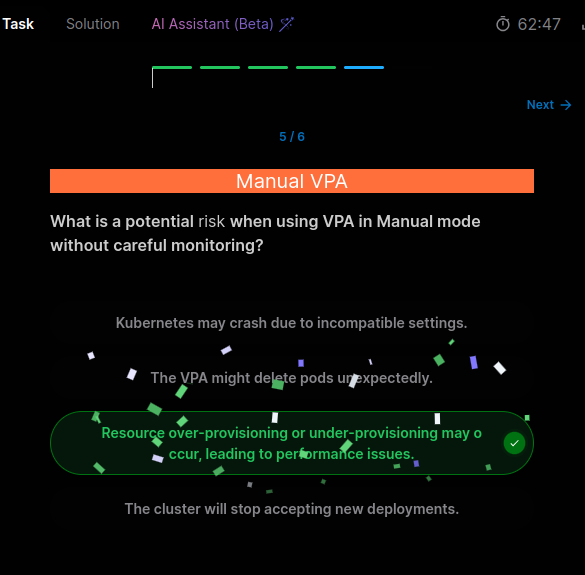 Task Solution AI Assistant (Beta) 62:47
Next
5 / 6
Manual VPA
What is a potential risk when using VPA in Manual mode
without careful monitoring?
Kubernetes may crash due to incompatible settings.
The VPA might delete pods unexpectedly.
Resource over-provisioning or under-provisioning may o
ccur, leading to performance issues.
The cluster will stop accepting new deployments.